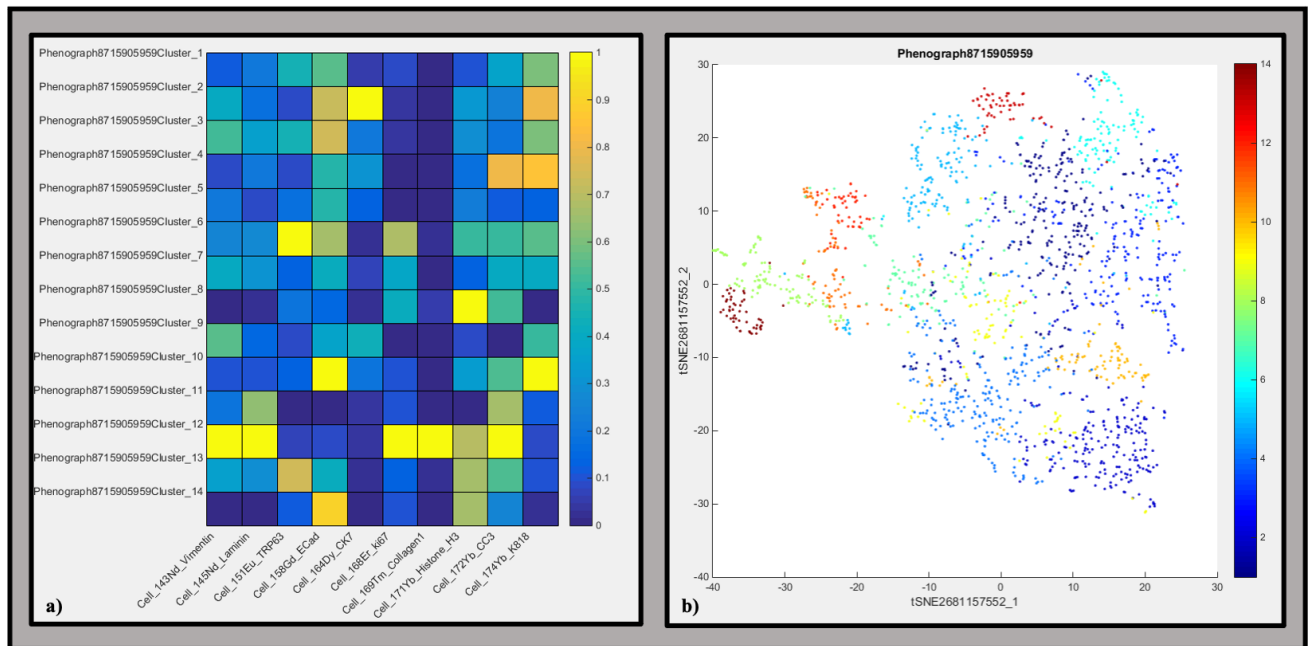 Phenograph8715905959Cluster_1
Phenograph8715905959Cluster_2
Phenograph8715905959Cluster_3
Phenograph8715905959Cluster_4
Phenograph8715905959Cluster_5
Phenograph8715905959Cluster_6
Phenograph8715905959Cluster_7
Phenograph8715905959Cluster_8
Phenograph8715905959Cluster_9
Phenograph8715905959Cluster_10
Phenograph8715905959Cluster_11
Phenograph8715905959Cluster_12
Phenograph8715905959Cluster_13
Phenograph8715905959Cluster_14
1
0.9
0.8
0.7
0.6
0.5
0.4
0.3
0.2
0.1
0
Cell_143Nd_Vimentin
Cell_145Nd_Laminin
Cell_151Eu_TRP63
Cell_158Gd_ECad
Cell_164Dy_CK7
Cell_168Er_ki67
Cell_169Tm_Collagen1
Cell_171Yb_Histone_H3
Cell_172Yb_CC3
Cell_174Yb_K818
a)
Phenograph8715905959
30
20
10
0
-10
-20
-30
-40
tSNE2681157552_2
-40
-30
-20
-10
0
10
20
30
tSNE2681157552_1
14
12
10
8
6
4
2
b)